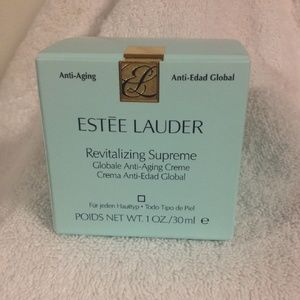 Anti-Aging Anti-Edad Global
EL
ESTĒE LAUDER
Revitalizing Supreme
Globale Anti-Aging Creme
Crema Anti-Edad Global
Für jeden Hauttyp • Todo Tipo de Piel
POIDS NET WT. 1 OZ./30 ml e